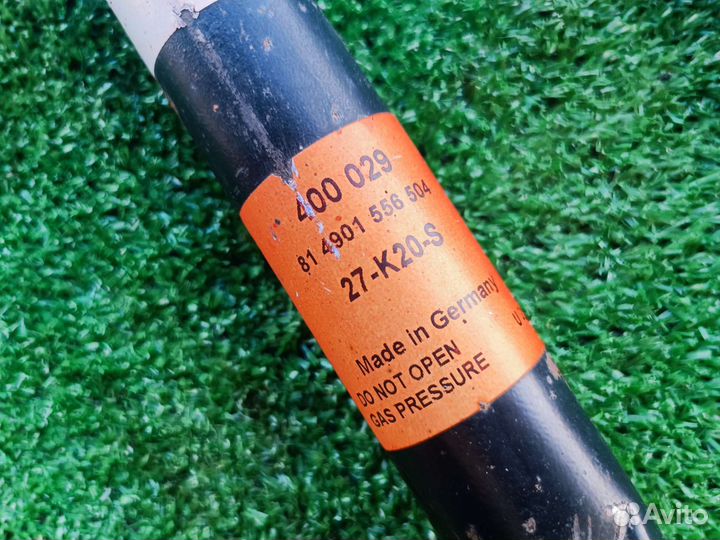 400 029
81 4901 556 504
27-K20-S
Made in Germany
DO NOT OPEN
GAS PRESSURE
Avito